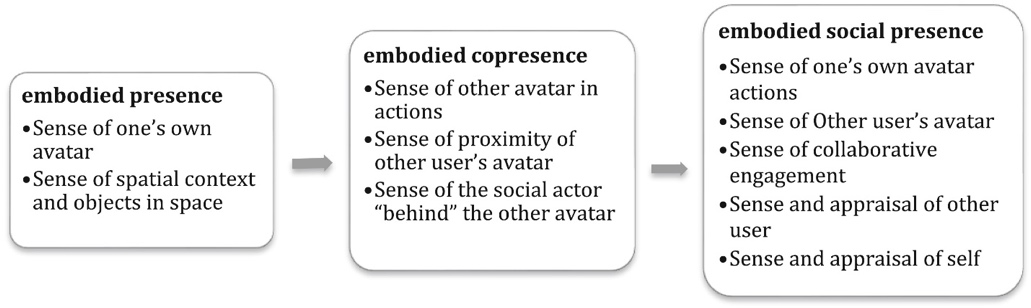 embodied presence
•Sense of one's own
avatar
•Sense of spatial context
and objects in space
embodied copresence
•Sense of other avatar in
actions
•Sense of proximity of
other user's avatar
•Sense of the social actor
"behind" the other avatar
embodied social presence
•Sense of one's own avatar
actions
•Sense of Other user's avatar
•Sense of collaborative
engagement
•Sense and appraisal of other
user
•Sense and appraisal of self